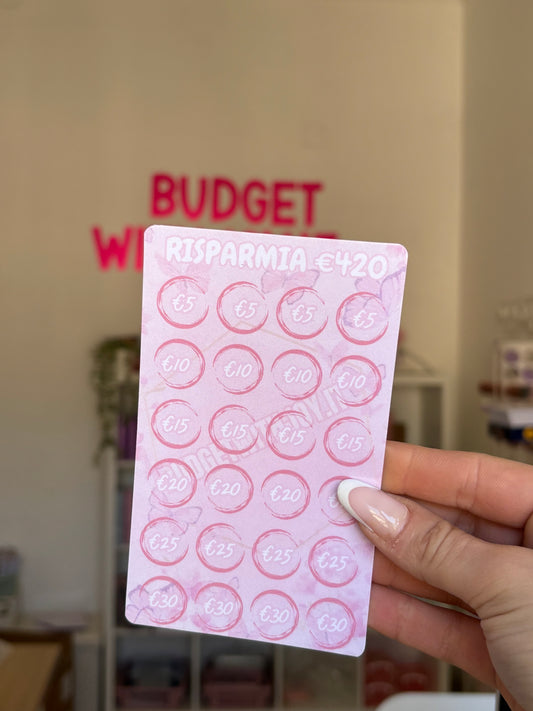 BUDGET
RISPARMIA €420
€5 €5 €5 €5
€10 €10 €10 €10
€15 €15 €15 €15
€20 €20 €20
€25 €25 €25 €25
€30 €30 €30 €30